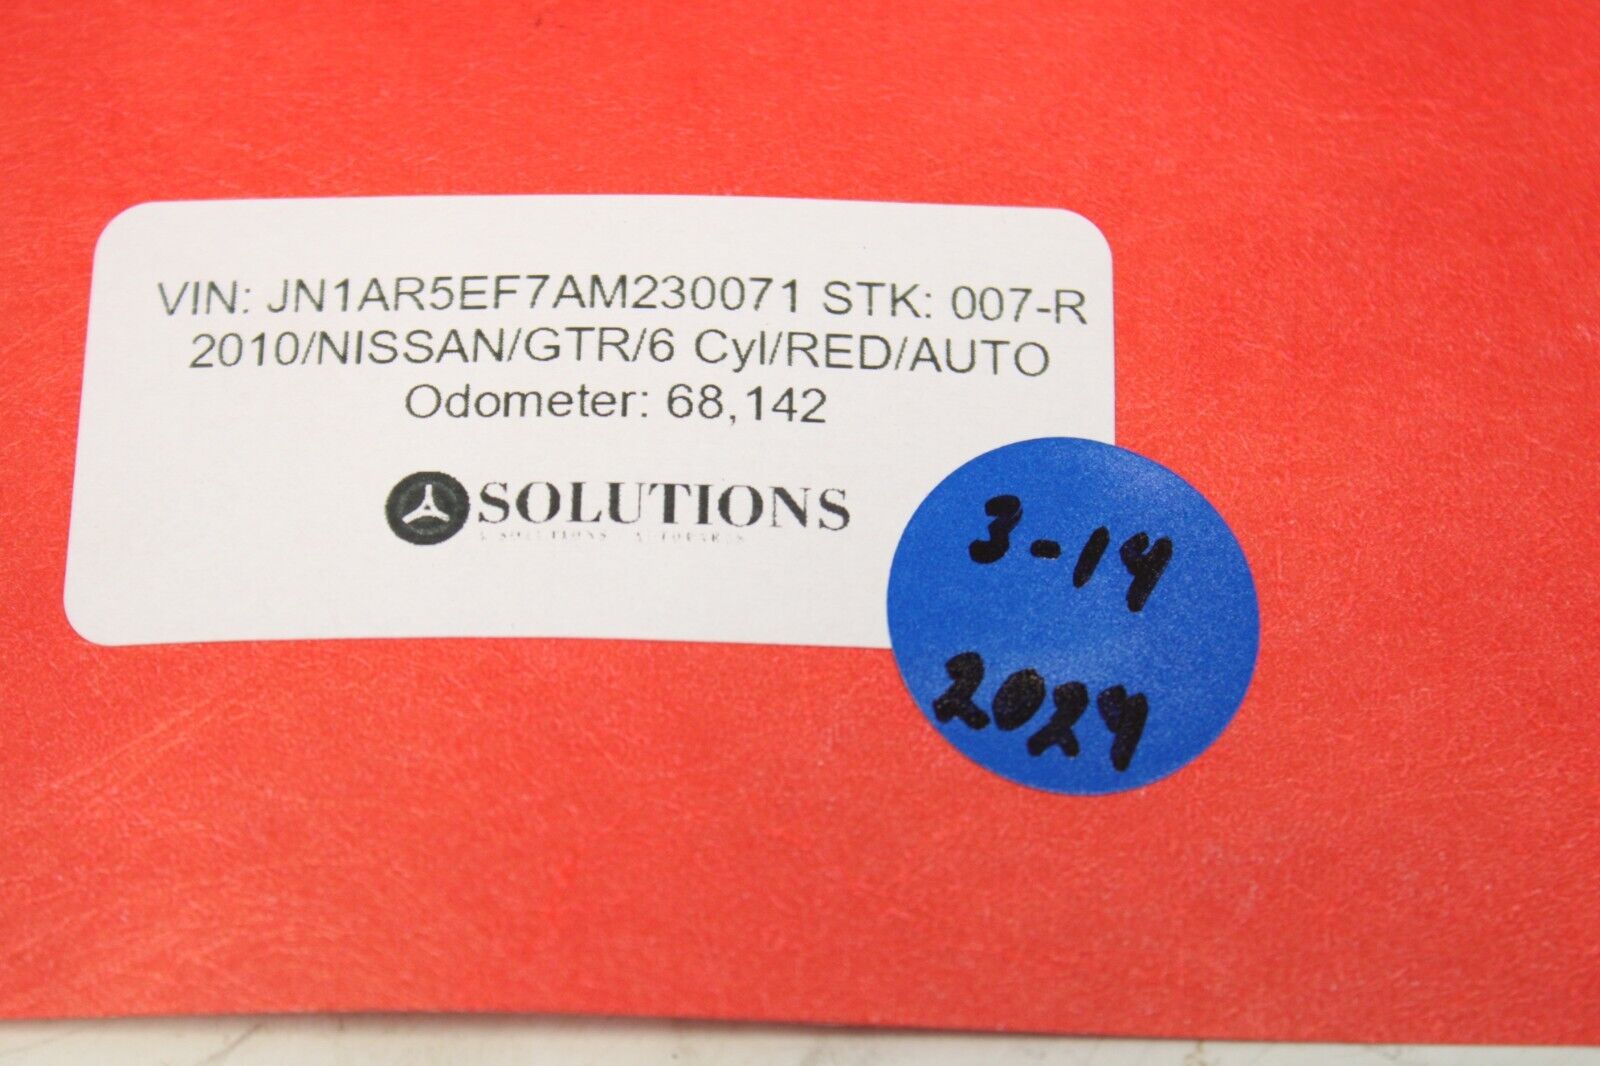 VIN: JN1AR5EF7AM230071 STK: 007-R
2010/NISSAN/GTR/6 Cyl/RED/AUTO
Odometer: 68,142
SOLUTIONS
3-14
2024